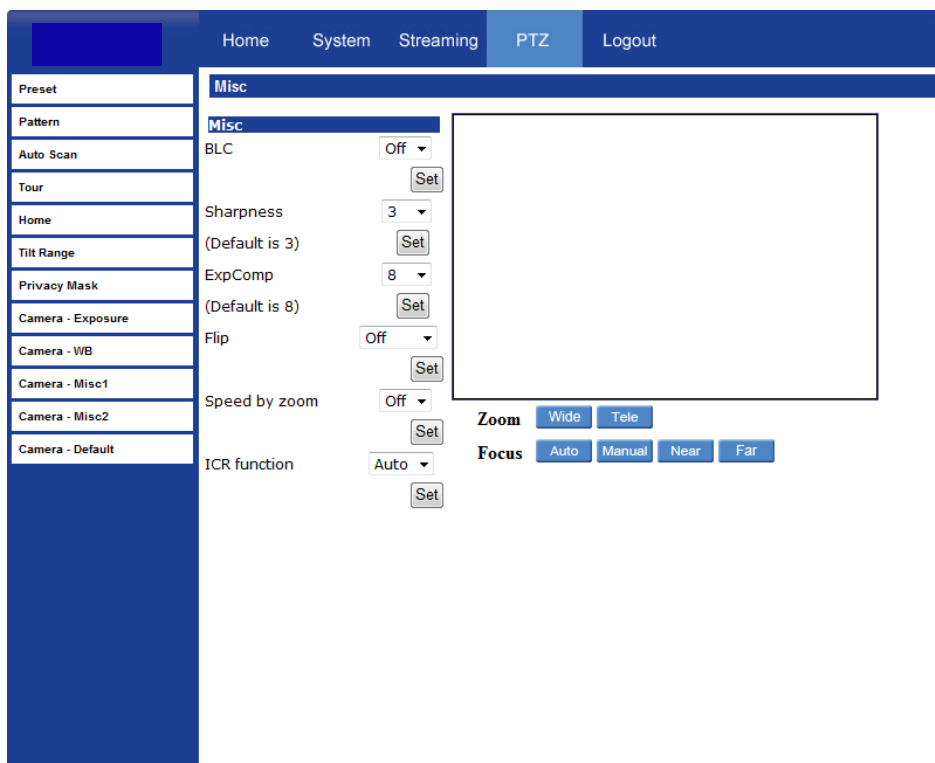 Home System Streaming PTZ Logout
Preset
Pattern
Auto Scan
Tour
Home
Tilt Range
Privacy Mask
Camera - Exposure
Camera - WB
Camera - Misc1
Camera - Misc2
Camera - Default
Misc
Misc
BLC Off
Set
Sharpness 3
(Default is 3) Set
ExpComp 8
(Default is 8) Set
Flip Off
Set
Speed by zoom Off
Set
ICR function Auto
Set
Zoom Wide Tele
Focus Auto Manual Near Far